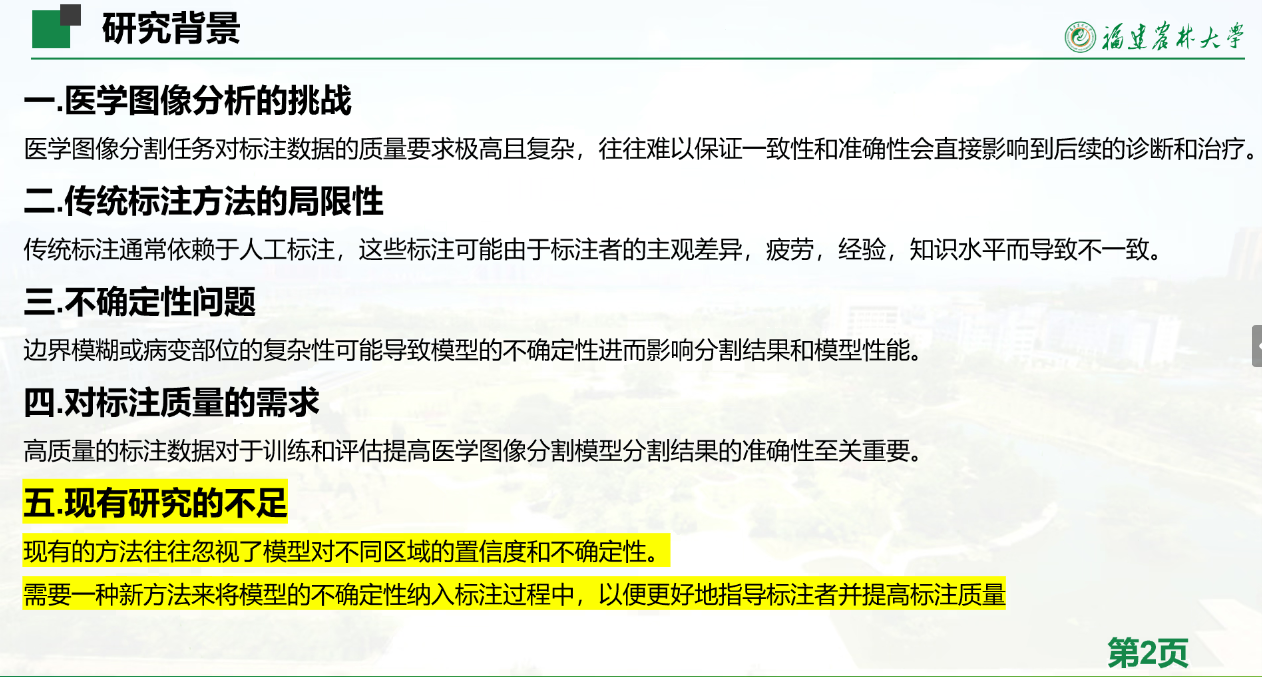 研究背景
福建农林大学
一.医学图像分析的挑战
医学图像分割任务对标注数据的质量要求极高且复杂，往往难以保证一致性和准确性会直接影响到后续的诊断和治疗。
二.传统标注方法的局限性
传统标注通常依赖于人工标注，这些标注可能由于标注者的主观差异，疲劳，经验，知识水平而导致不一致。
三.不确定性问题
边界模糊或病变部位的复杂性可能导致模型的不确定性进而影响分割结果和模型性能。
四.对标注质量的需求
高质量的标注数据对于训练和评估提高医学图像分割模型分割结果的准确性至关重要。
五.现有研究的不足
现有的方法往往忽视了模型对不同区域的置信度和不确定性。
需要一种新方法来将模型的不确定性纳入标注过程中，以便更好地指导标注者并提高标注质量
第2页